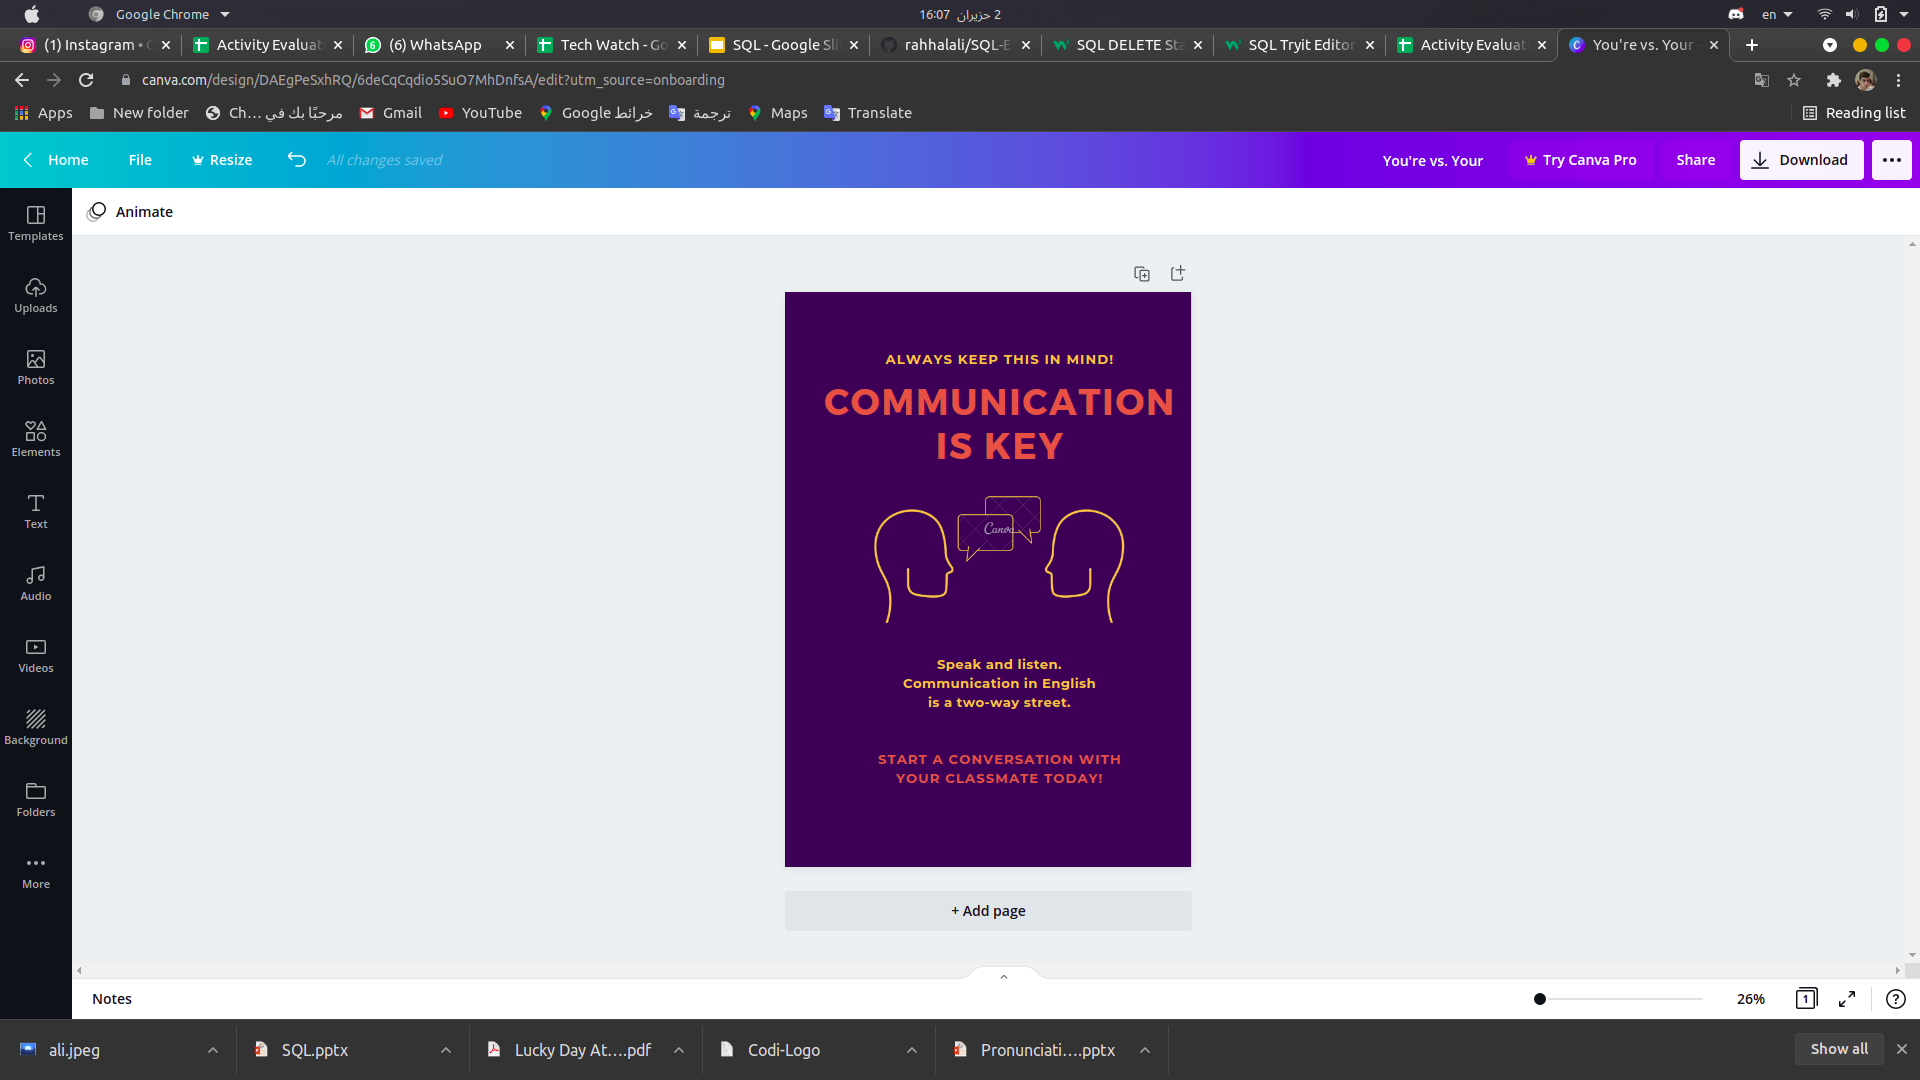 Google Chrome
2 حزيران 16:07
en
(1) Instagram •
Activity Evaluat
(6) WhatsApp
Tech Watch - Go
SQL - Google Sli
rahhalali/SQL-E
SQL DELETE Sta
SQL Tryit Editor
Activity Evaluat
You're vs. Your -
canva.com/design/DAEgPeSxhRQ/6deCqCqdio5SuO7MhDnfsA/edit?utm_source=onboarding
Apps
New folder
مرحبًا بك في Ch...
Gmail
YouTube
خرائط Google
ترجمة
Maps
Translate
Reading list
Home
File
Resize
All changes saved
You're vs. Your
Try Canva Pro
Share
Download
Templates
Uploads
Photos
Elements
Text
Audio
Videos
Background
Folders
More
Animate
ALWAYS KEEP THIS IN MIND!
COMMUNICATION
IS KEY
Canva
Speak and listen.
Communication in English
is a two-way street.
START A CONVERSATION WITH
YOUR CLASSMATE TODAY!
+ Add page
Notes
26%
1
ali.jpeg
SQL.pptx
Lucky Day At....pdf
Codi-Logo
Pronunciati....pptx
Show all